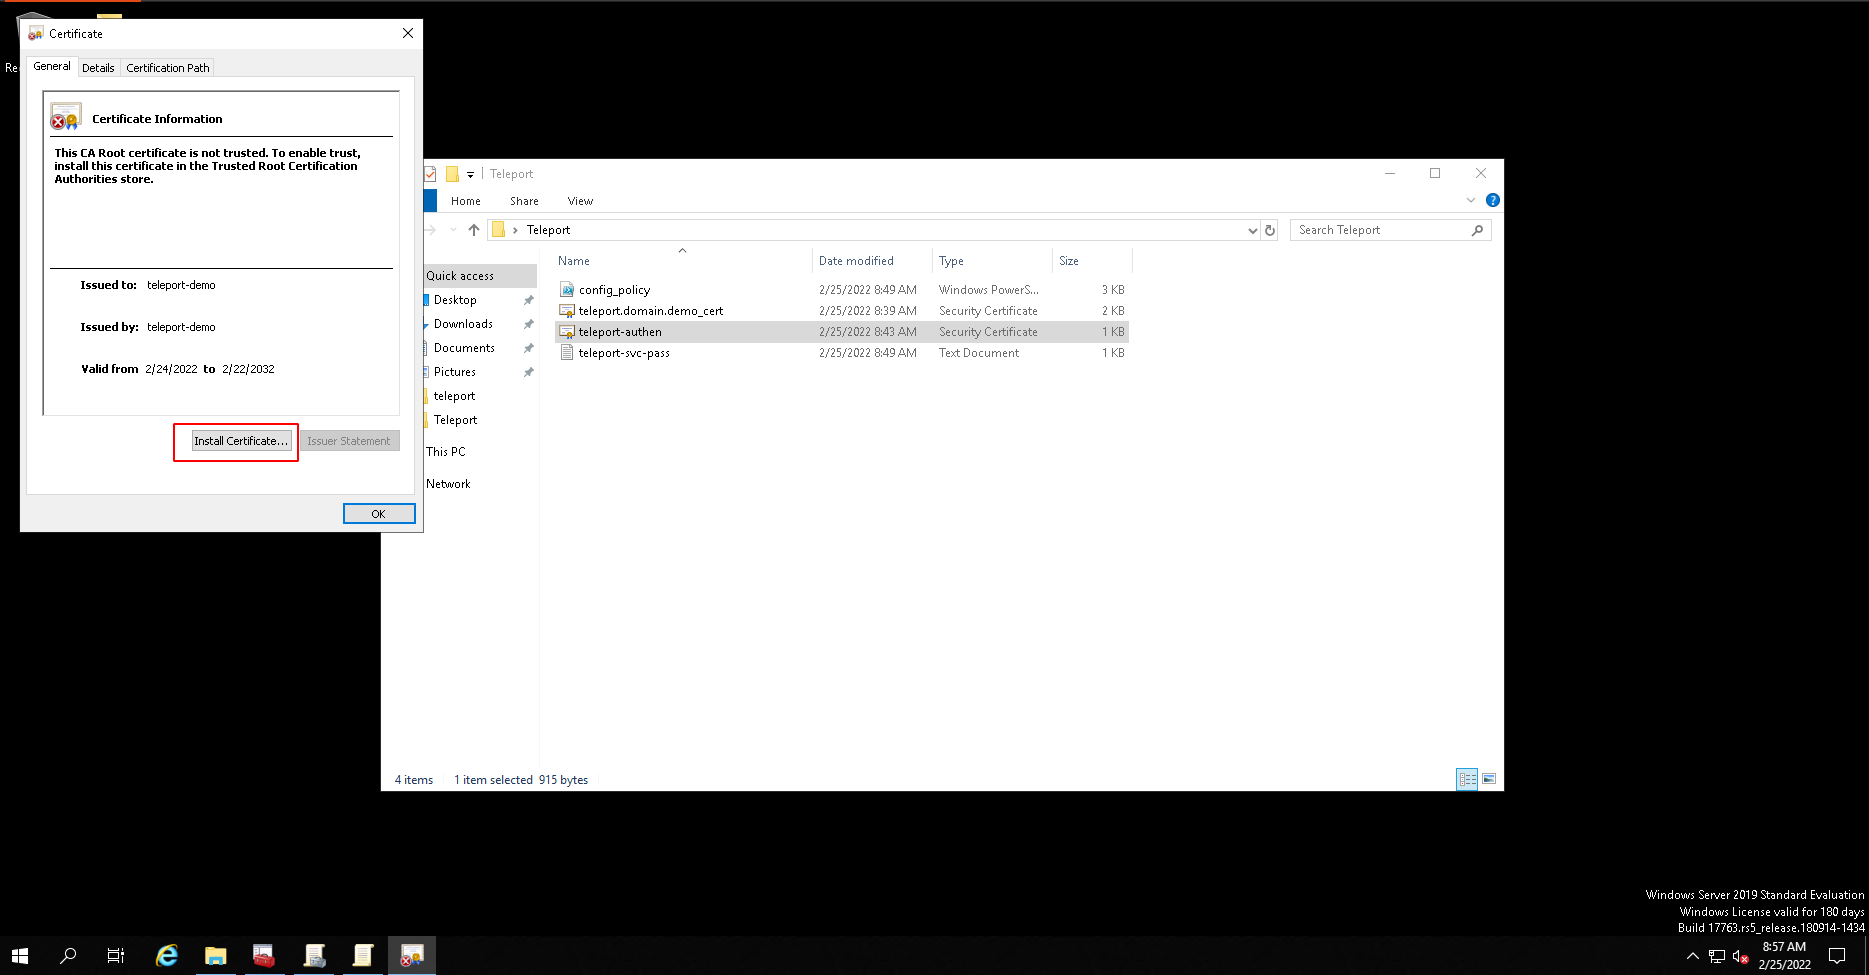 Re
Certificate
General
Details
Certification Path
Certificate Information
This CA Root certificate is not trusted. To enable trust,
install this certificate in the Trusted Root Certification
Authorities store.
Issued to: teleport-demo
Issued by: teleport-demo
Valid from 2/24/2022 to 2/22/2032
Install Certificate...
Issuer Statement
OK
Teleport
Home
Share
View
?
Teleport
Search Teleport
Quick access
Desktop
Downloads
Documents
Pictures
teleport
Teleport
This PC
Network
Name Date modified Type Size
config_policy 2/25/2022 8:49 AM Windows PowerS... 3 KB
teleport.domain.demo_cert 2/25/2022 8:39 AM Security Certificate 2 KB
teleport-authen 2/25/2022 8:43 AM Security Certificate 1 KB
teleport-svc-pass 2/25/2022 8:49 AM Text Document 1 KB
4 items 1 item selected 915 bytes
Windows Server 2019 Standard Evaluation
Windows License valid for 180 days
Build 17763.rs5_release.180914-1434
8:57 AM
2/25/2022